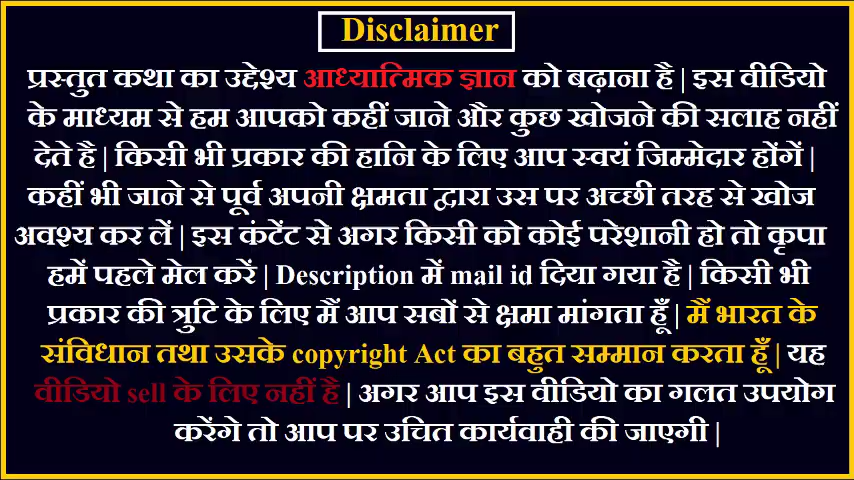 Disclaimer
प्रस्तुत कथा का उद्देश्य आध्यात्मिक ज्ञान को बढ़ाना है | इस वीडियो
के माध्यम से हम आपको कहीं जाने और कुछ खोजने की सलाह नहीं
देते है | किसी भी प्रकार की हानि के लिए आप स्वयं जिम्मेदार होंगें |
कहीं भी जाने से पूर्व अपनी क्षमता द्वारा उस पर अच्छी तरह से खोज
अवश्य कर लें | इस कंटेंट से अगर किसी को कोई परेशानी हो तो कृपा
हमें पहले मेल करें | Description में mail id दिया गया है | किसी भी
प्रकार की त्रुटि के लिए मैं आप सबों से क्षमा मांगता हूँ | मैं भारत के
संविधान तथा उसके copyright Act का बहुत सम्मान करता हूँ | यह
वीडियो sell के लिए नहीं है | अगर आप इस वीडियो का गलत उपयोग
करेंगे तो आप पर उचित कार्यवाही की जाएगी |